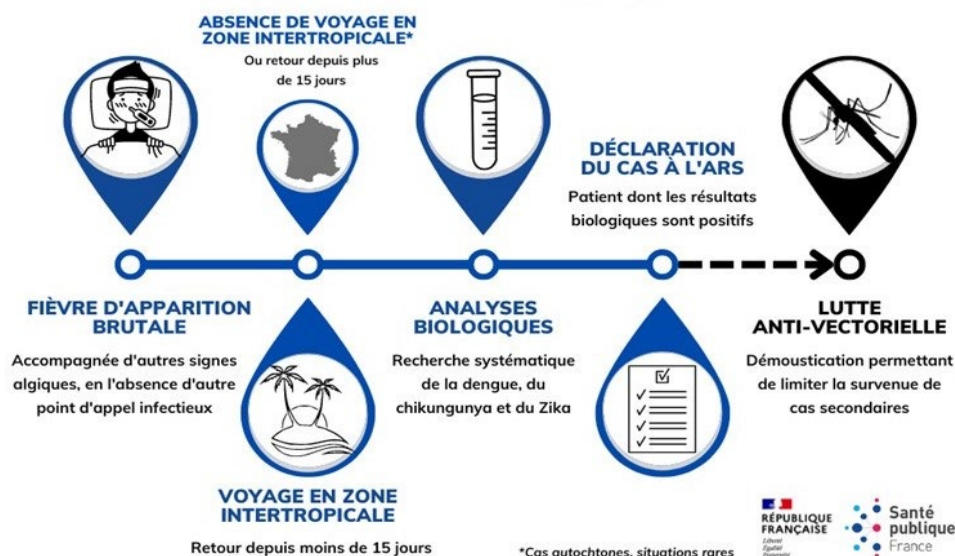 ABSENCE DE VOYAGE EN
ZONE INTERTROPICALE*
Ou retour depuis plus
de 15 jours
DÉCLARATION
DU CAS À L'ARS
Patient dont les résultats
biologiques sont positifs
FIÈVRE D'APPARITION
BRUTALE
Accompagnée d'autres signes
algiques, en l'absence d'autre
point d'appel infectieux
ANALYSES
BIOLOGIQUES
Recherche systématique
de la dengue, du
chikungunya et du Zika
LUTTE
ANTI-VECTORIELLE
Démoustication permettant
de limiter la survenue de
cas secondaires
VOYAGE EN ZONE
INTERTROPICALE
Retour depuis moins de 15 jours
*Cas autochtones, situations rares
RÉPUBLIQUE
FRANÇAISE
Liberté
Égalité
Fraternité
Santé
publique
France